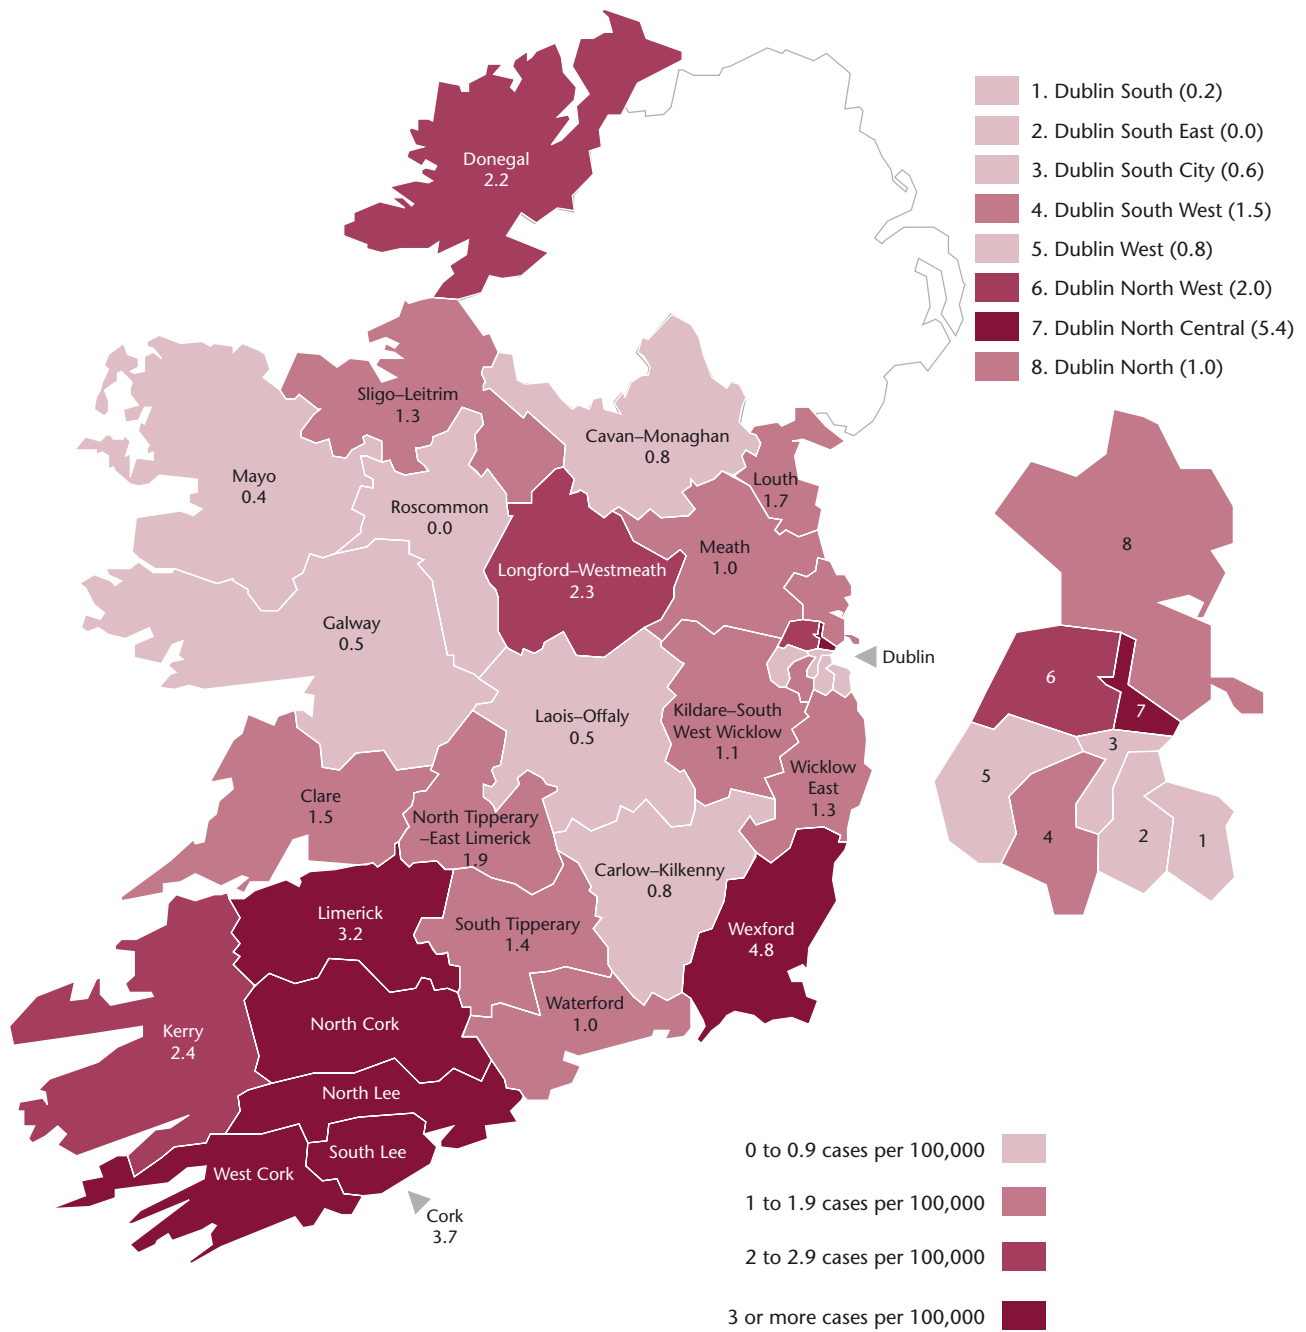 Donegal
2.2
1. Dublin South (0.2)
2. Dublin South East (0.0)
3. Dublin South City (0.6)
4. Dublin South West (1.5)
5. Dublin West (0.8)
6. Dublin North West (2.0)
7. Dublin North Central (5.4)
8. Dublin North (1.0)
Sligo–Leitrim
1.3
Cavan–Monaghan
0.8
Mayo
0.4
Roscommon
0.0
Louth
1.7
Longford–Westmeath
2.3
Meath
1.0
Galway
0.5
Dublin
Laois–Offaly
0.5
Kildare–South
West Wicklow
1.1
Wicklow
East
1.3
Clare
1.5
North Tipperary
–East Limerick
1.9
Carlow–Kilkenny
0.8
Limerick
3.2
South Tipperary
1.4
Wexford
4.8
Waterford
1.0
Kerry
2.4
North Cork
North Lee
South Lee
West Cork
Cork
3.7
8
6
7
3
5
4
2
1
0 to 0.9 cases per 100,000
1 to 1.9 cases per 100,000
2 to 2.9 cases per 100,000
3 or more cases per 100,000